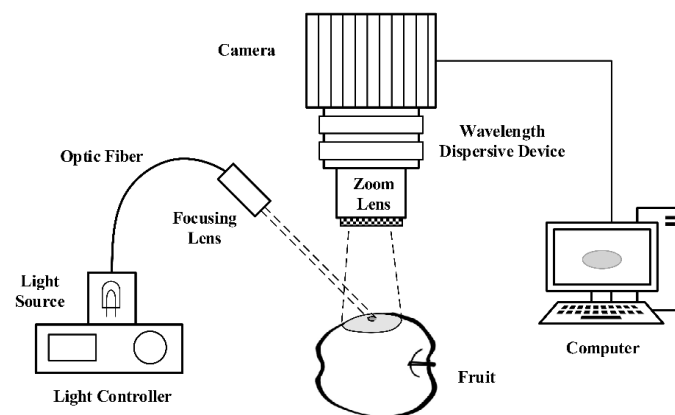 Camera
Wavelength
Dispersive Device
Optic Fiber
Zoom
Lens
Focusing
Lens
Light
Source
Computer
Fruit
Light Controller